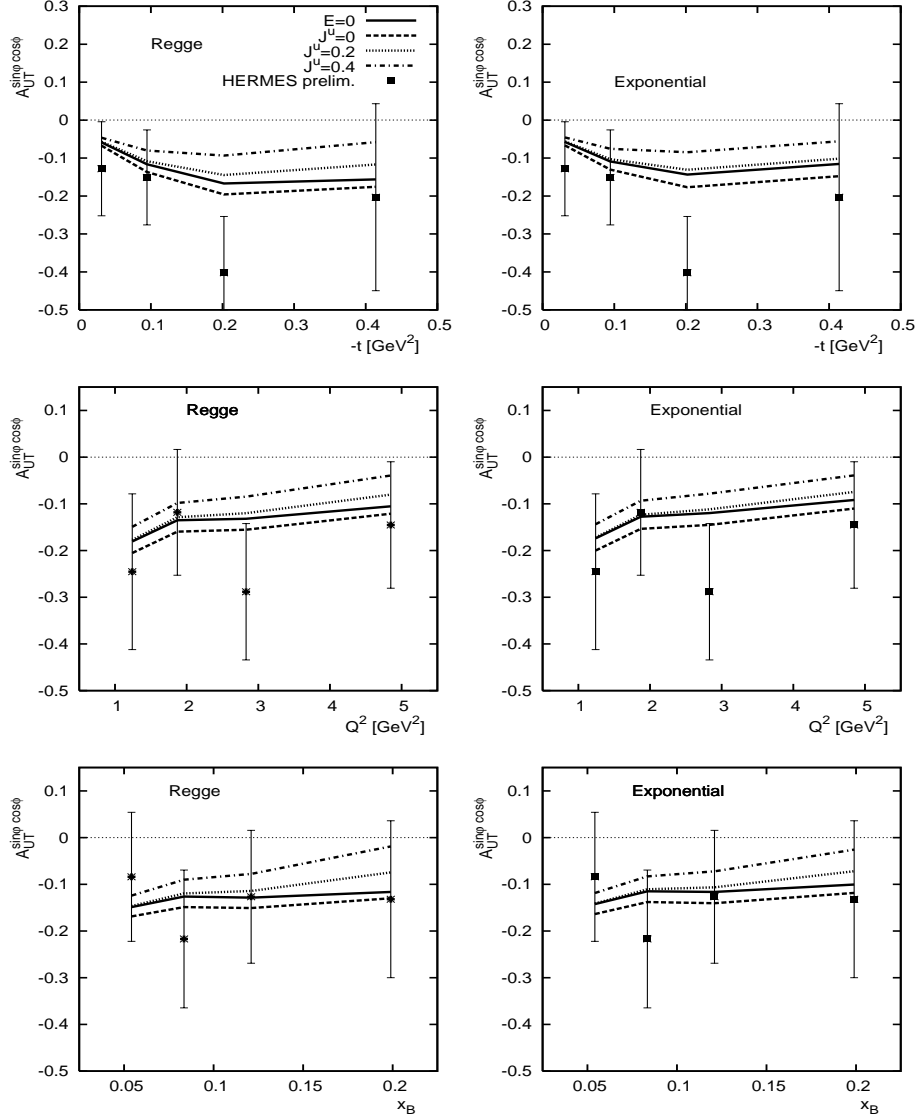 0.3
0.2
0.1
0
-0.1
-0.2
-0.3
-0.4
-0.5
A_UT^sinφ cosϕ
Regge
E=0
J^u=0
J^u=0.2
J^u=0.4
HERMES prelim.
0 0.1 0.2 0.3 0.4 0.5
-t [GeV^2]
0.3
0.2
0.1
0
-0.1
-0.2
-0.3
-0.4
-0.5
A_UT^sinφ cosϕ
Exponential
0 0.1 0.2 0.3 0.4 0.5
-t [GeV^2]
0.1
0
-0.1
-0.2
-0.3
-0.4
-0.5
A_UT^sinφ cosϕ
Regge
1 2 3 4 5
Q^2 [GeV^2]
0.1
0
-0.1
-0.2
-0.3
-0.4
-0.5
A_UT^sinφ cosϕ
Exponential
1 2 3 4 5
Q^2 [GeV^2]
0.1
0
-0.1
-0.2
-0.3
-0.4
-0.5
A_UT^sinφ cosϕ
Regge
0.05 0.1 0.15 0.2
x_B
0.1
0
-0.1
-0.2
-0.3
-0.4
-0.5
A_UT^sinφ cosϕ
Exponential
0.05 0.1 0.15 0.2
x_B